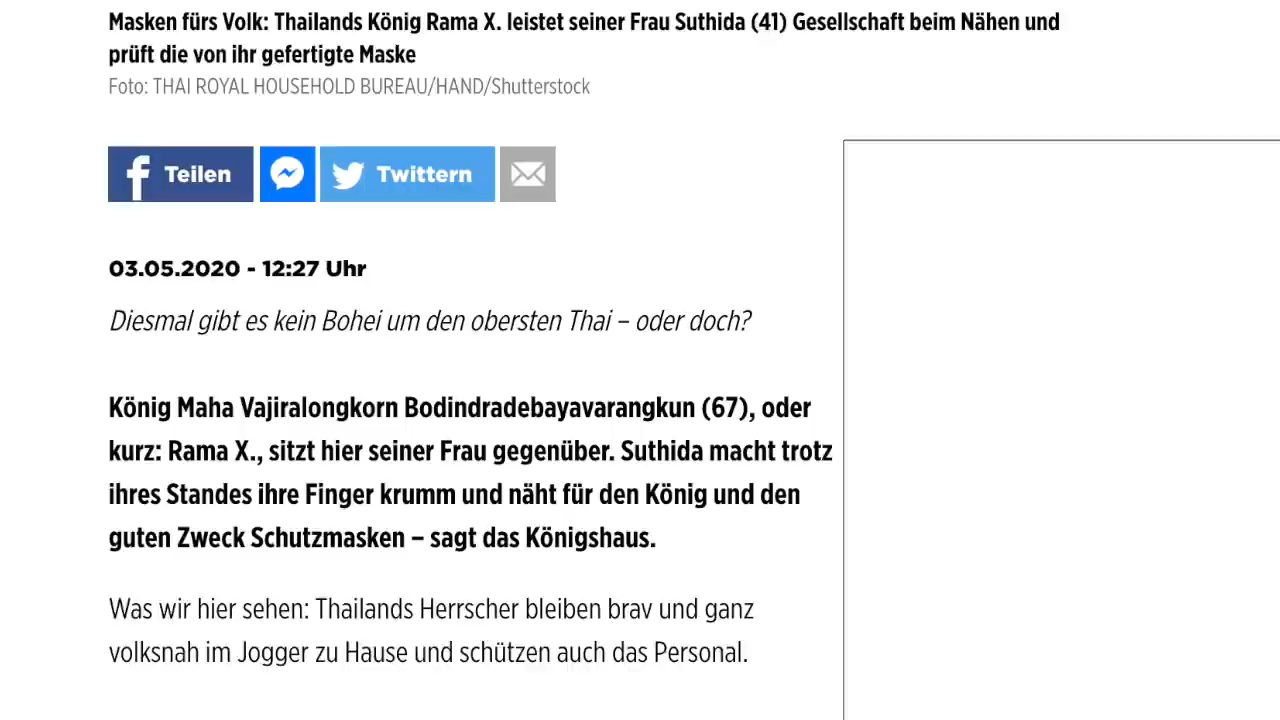 Masken fürs Volk: Thailands König Rama X. leistet seiner Frau Suthida (41) Gesellschaft beim Nähen und
prüft die von ihr gefertigte Maske
Foto: THAI ROYAL HOUSEHOLD BUREAU/HAND/Shutterstock
Teilen
Twittern
03.05.2020 - 12:27 Uhr
Diesmal gibt es kein Bohei um den obersten Thai – oder doch?
König Maha Vajiralongkorn Bodindradebayavarangkun (67), oder
kurz: Rama X., sitzt hier seiner Frau gegenüber. Suthida macht trotz
ihres Standes ihre Finger krumm und näht für den König und den
guten Zweck Schutzmasken – sagt das Königshaus.
Was wir hier sehen: Thailands Herrscher bleiben brav und ganz
volksnah im Jogger zu Hause und schützen auch das Personal.